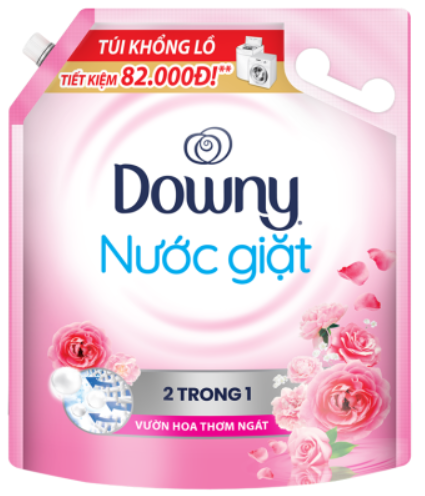 TÚI KHỔNG LỒ
TIẾT KIỆM 82.000Đ!**
Downy
Nước giặt
2 TRONG 1
VƯỜN HOA THƠM NGÁT